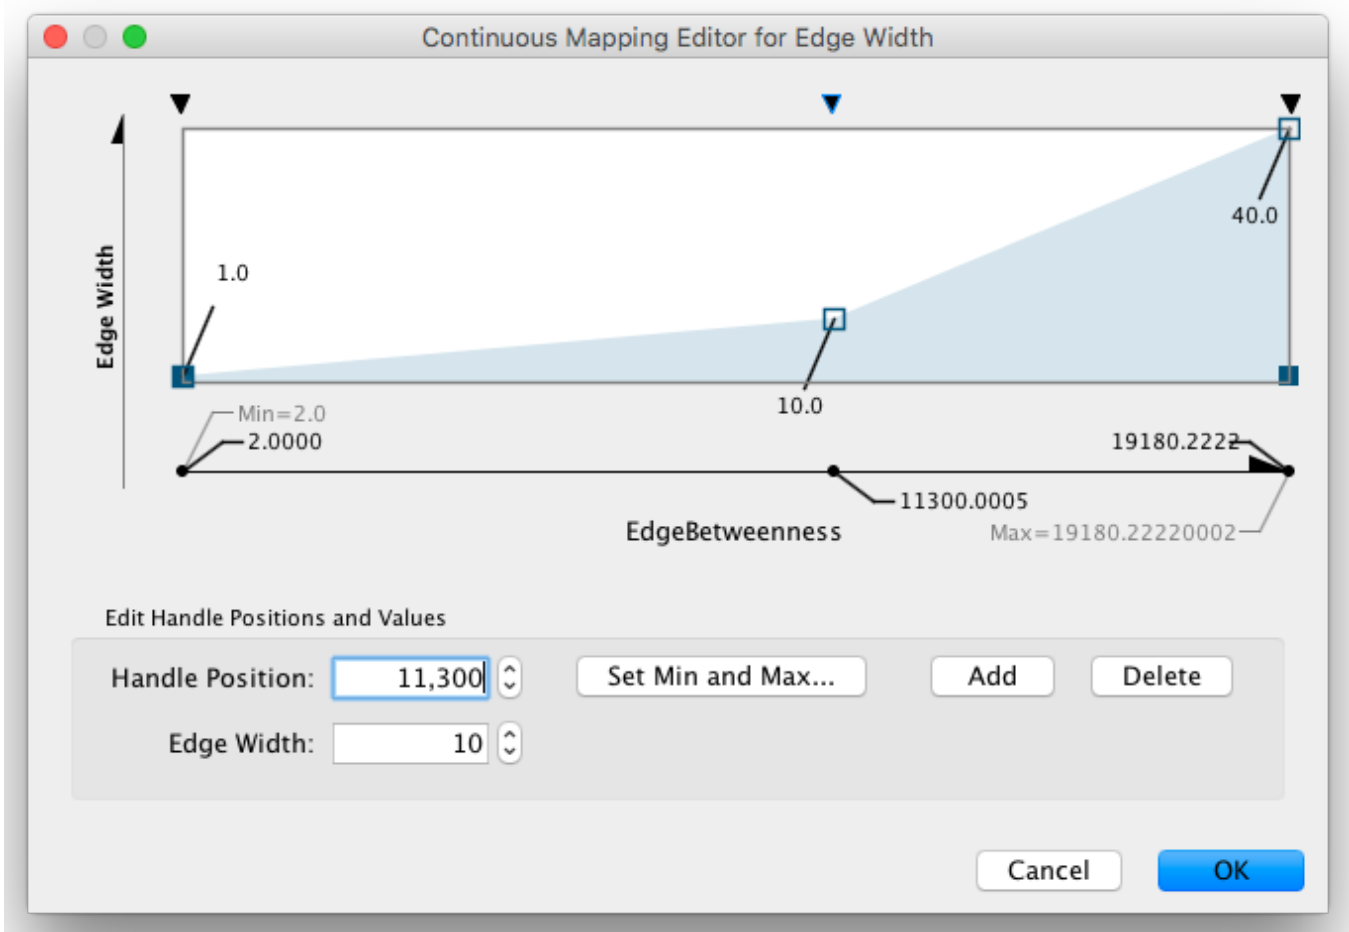 Continuous Mapping Editor for Edge Width
40.0
1.0
Edge Width
10.0
Min=2.0
2.0000
19180.2222
11300.0005
EdgeBetweenness
Max=19180.22220002
Edit Handle Positions and Values
Handle Position: 11,300 Set Min and Max... Add Delete
Edge Width: 10
Cancel OK